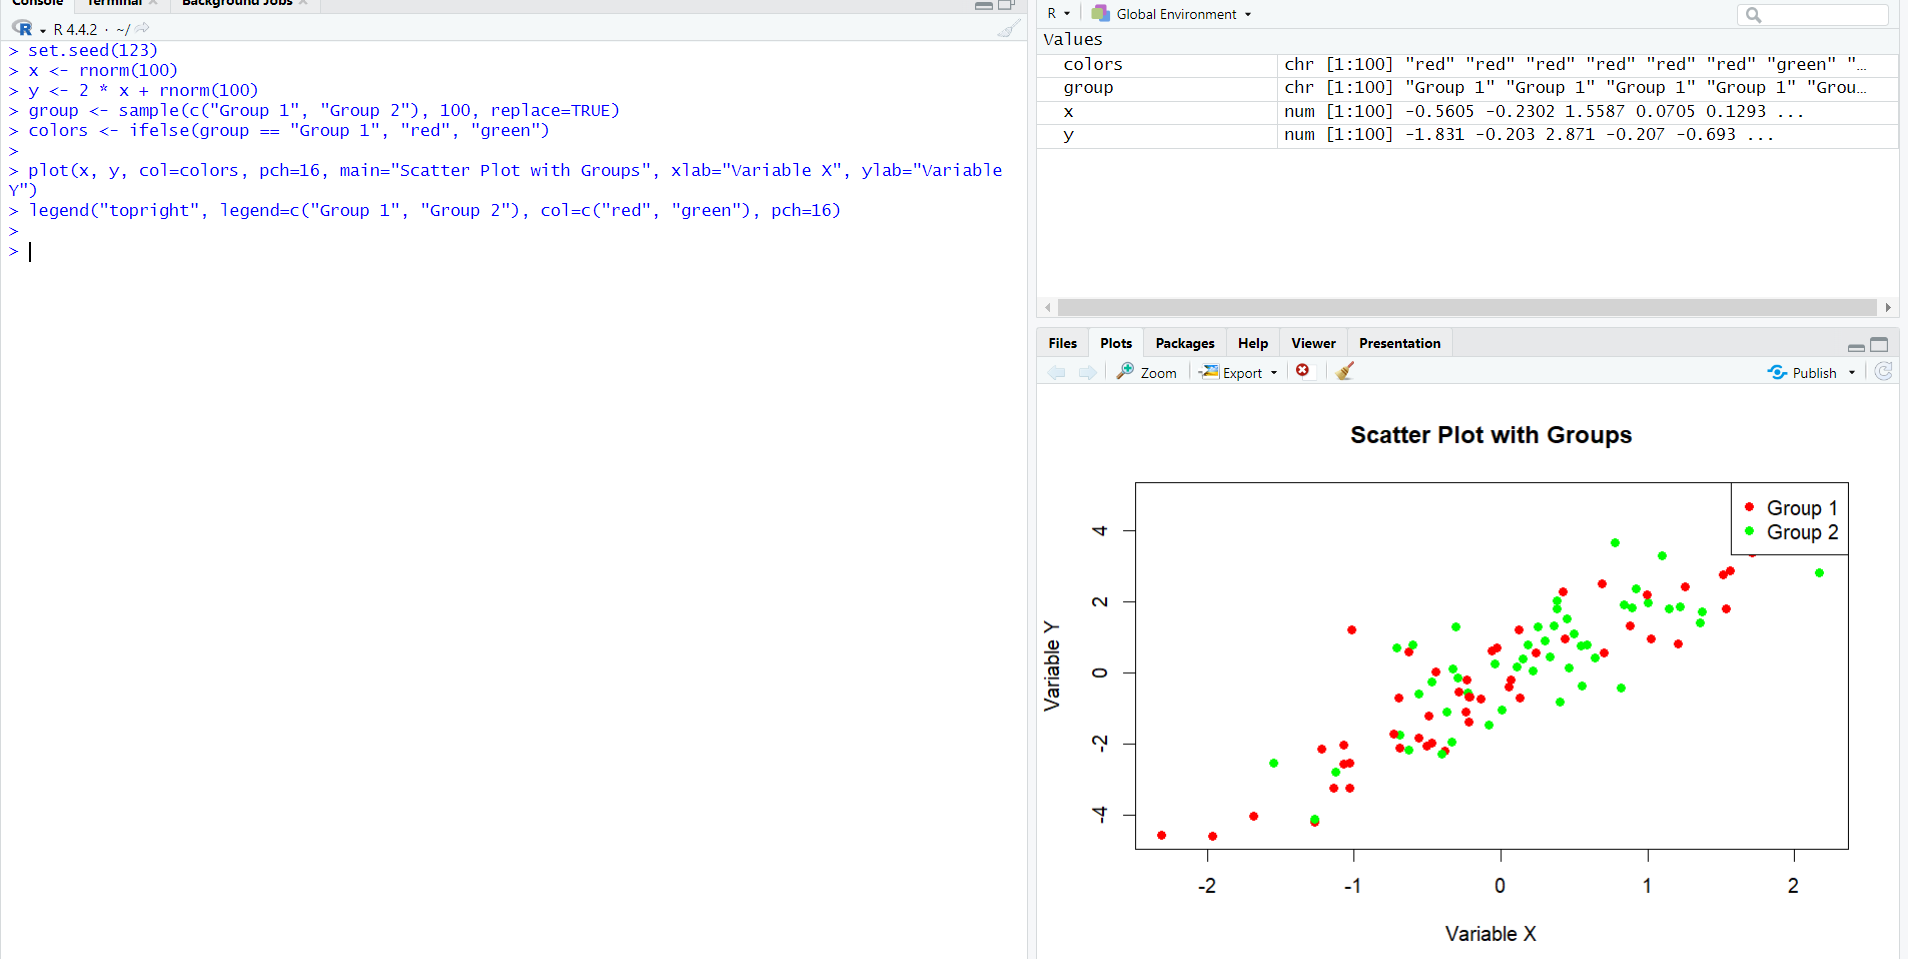 Console Terminal Background Jobs
R 4.4.2 · ~/
> set.seed(123)
> x <- rnorm(100)
> y <- 2 * x + rnorm(100)
> group <- sample(c("Group 1", "Group 2"), 100, replace=TRUE)
> colors <- ifelse(group == "Group 1", "red", "green")
>
> plot(x, y, col=colors, pch=16, main="Scatter Plot with Groups", xlab="Variable X", ylab="Variable
Y")
> legend("topright", legend=c("Group 1", "Group 2"), col=c("red", "green"), pch=16)
>
>
R Global Environment
Values
colors chr [1:100] "red" "red" "red" "red" "red" "red" "green" "…
group chr [1:100] "Group 1" "Group 1" "Group 1" "Group 1" "Grou…
x num [1:100] -0.5605 -0.2302 1.5587 0.0705 0.1293 ...
y num [1:100] -1.831 -0.203 2.871 -0.207 -0.693 ...
Files Plots Packages Help Viewer Presentation
Zoom Export Publish
Scatter Plot with Groups
Group 1
Group 2
4
2
0
-2
-4
Variable Y
-2 -1 0 1 2
Variable X